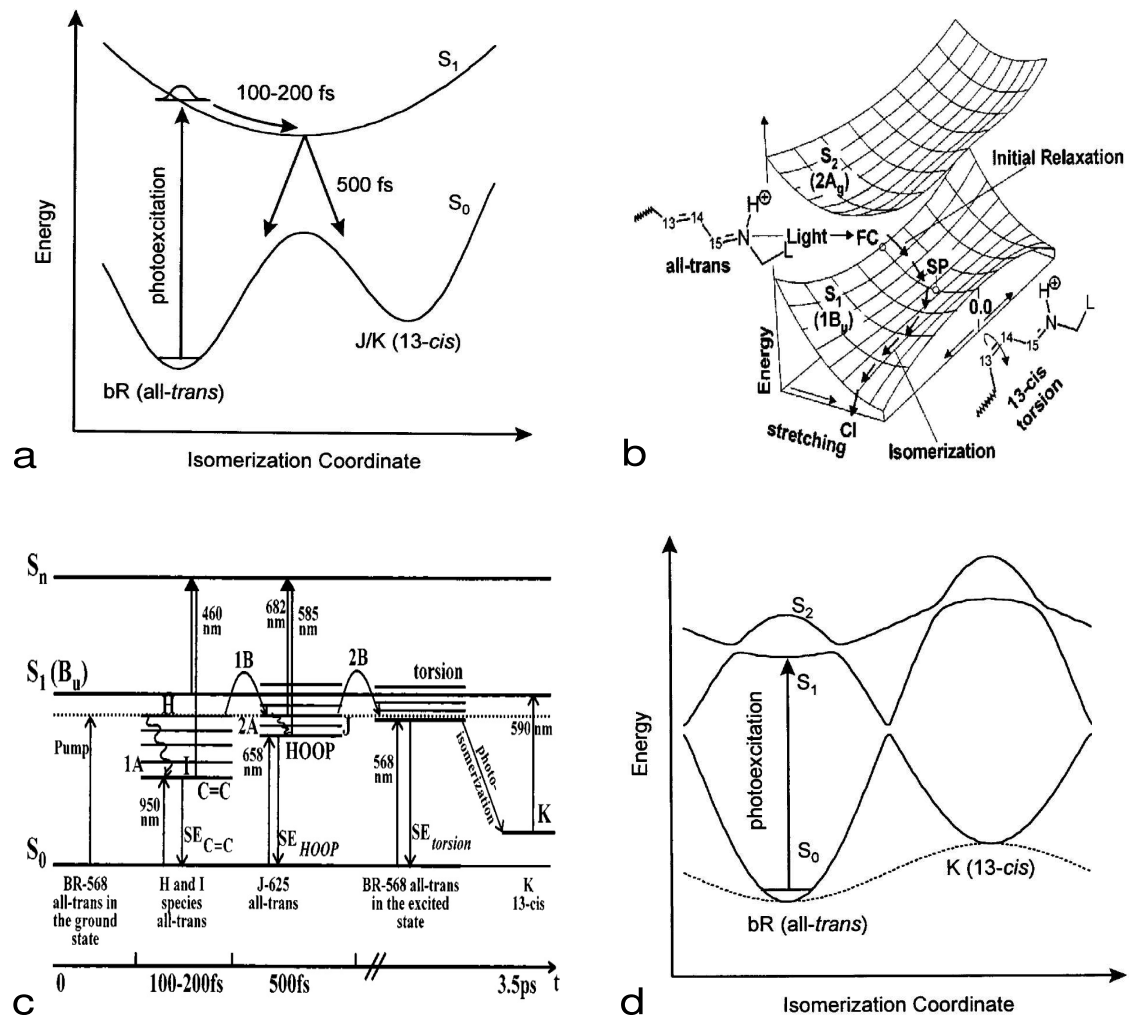 Energy
S1
100-200 fs
500 fs
S0
photoexcitation
J/K (13-cis)
bR (all-trans)
Isomerization Coordinate
a
S2
(2Ag)
Initial Relaxation
H
⊕
13
14
15
N
Light
FC
L
all-trans
SP
S1
(1Bu)
0.0
H
⊕
N
L
13
14
15
Energy
13-cis
torsion
stretching
CI
Isomerization
b
Sn
460
nm
682
nm
585
nm
S1 (Bu)
1B
2B
torsion
H
Pump
2A
J
HOOP
590 nm
1A
I
C=C
658
nm
568
nm
photo-
isomerization
950
nm
SE C=C
SE HOOP
SE torsion
K
S0
BR-568
all-trans in
the ground
state
H and I
species
all-trans
J-625
all-trans
BR-568 all-trans
in the excited
state
K
13-cis
0
100-200fs
500fs
3.5ps
t
c
Energy
S2
S1
photoexcitation
S0
K (13-cis)
bR (all-trans)
Isomerization Coordinate
d